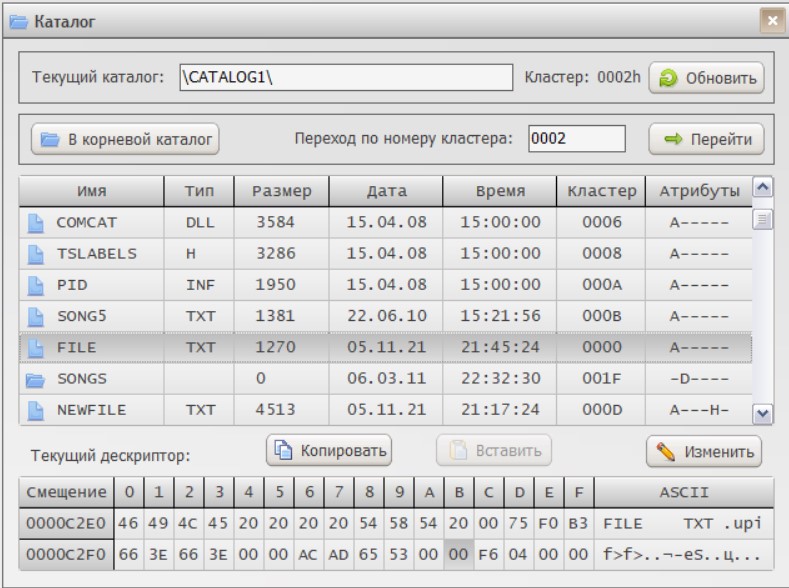 Каталог
Текущий каталог: \CATALOG1\ Кластер: 0002h Обновить
В корневой каталог Переход по номеру кластера: 0002 Перейти
Имя Тип Размер Дата Время Кластер Атрибуты
COMCAT DLL 3584 15.04.08 15:00:00 0006 A-----
TSLABELS H 3286 15.04.08 15:00:00 0008 A-----
PID INF 1950 15.04.08 15:00:00 000A A-----
SONG5 TXT 1381 22.06.10 15:21:56 000B A-----
FILE TXT 1270 05.11.21 21:45:24 0000 A-----
SONGS 0 06.03.11 22:32:30 001F -D----
NEWFILE TXT 4513 05.11.21 21:17:24 000D A---H-
Текущий дескриптор: Копировать Вставить Изменить
Смещение 0 1 2 3 4 5 6 7 8 9 A B C D E F ASCII
0000C2E0 46 49 4C 45 20 20 20 20 54 58 54 20 00 75 F0 B3 FILE TXT .upi
0000C2F0 66 3E 66 3E 00 00 AC AD 65 53 00 00 F6 04 00 00 f>f>..¬-eS..ц...